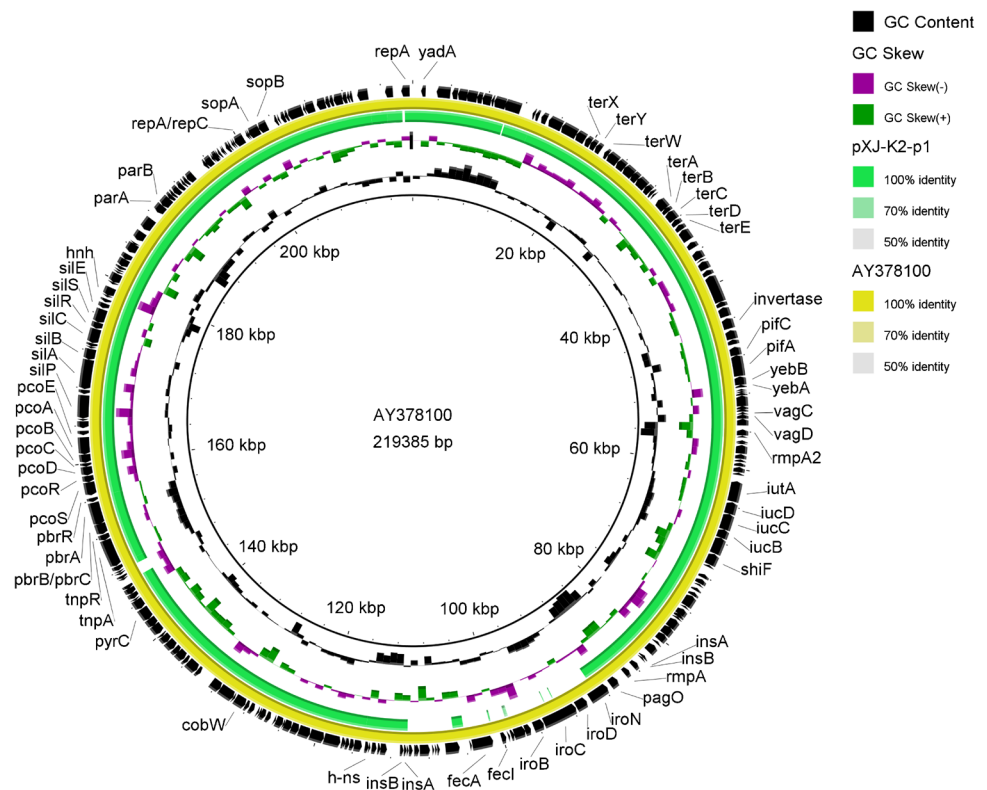 GC Content
GC Skew
GC Skew(-)
GC Skew(+)
pXJ-K2-p1
100% identity
70% identity
50% identity
AY378100
100% identity
70% identity
50% identity
repA
yadA
terX
terY
terW
terA
terB
terC
terD
terE
invertase
pifC
pifA
yebB
yebA
vagC
vagD
rmpA2
iutA
iucD
iucC
iucB
shiF
insA
insB
rmpA
pagO
iroN
iroD
iroC
iroB
fecI
fecA
insA
insB
h-ns
cobW
pyrC
tnpA
tnpR
pbrB/pbrC
pbrA
pbrR
pcoS
pcoR
pcoD
pcoC
pcoB
pcoA
pcoE
silP
silA
silB
silC
silR
silS
silE
hnh
parA
parB
repA/repC
sopA
sopB
20 kbp
40 kbp
60 kbp
80 kbp
100 kbp
120 kbp
140 kbp
160 kbp
180 kbp
200 kbp
AY378100
219385 bp